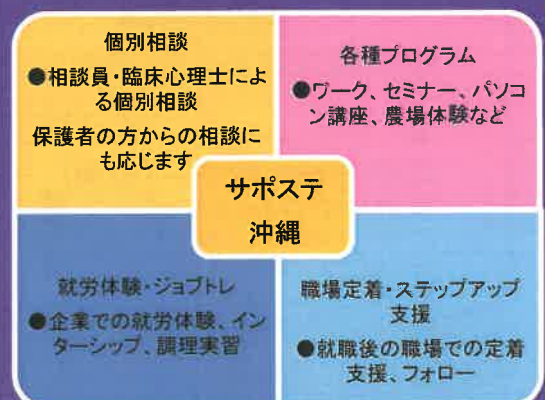 個別相談
●相談員・臨床心理士によ
る個別相談
保護者の方からの相談に
も応じます
各種プログラム
●ワーク、セミナー、パソコ
ン講座、農場体験など
サポステ
沖縄
就労体験・ジョブトレ
●企業での就労体験、イン
ターシップ、調理実習
職場定着・ステップアップ
支援
●就職後の職場での定着
支援、フォロー